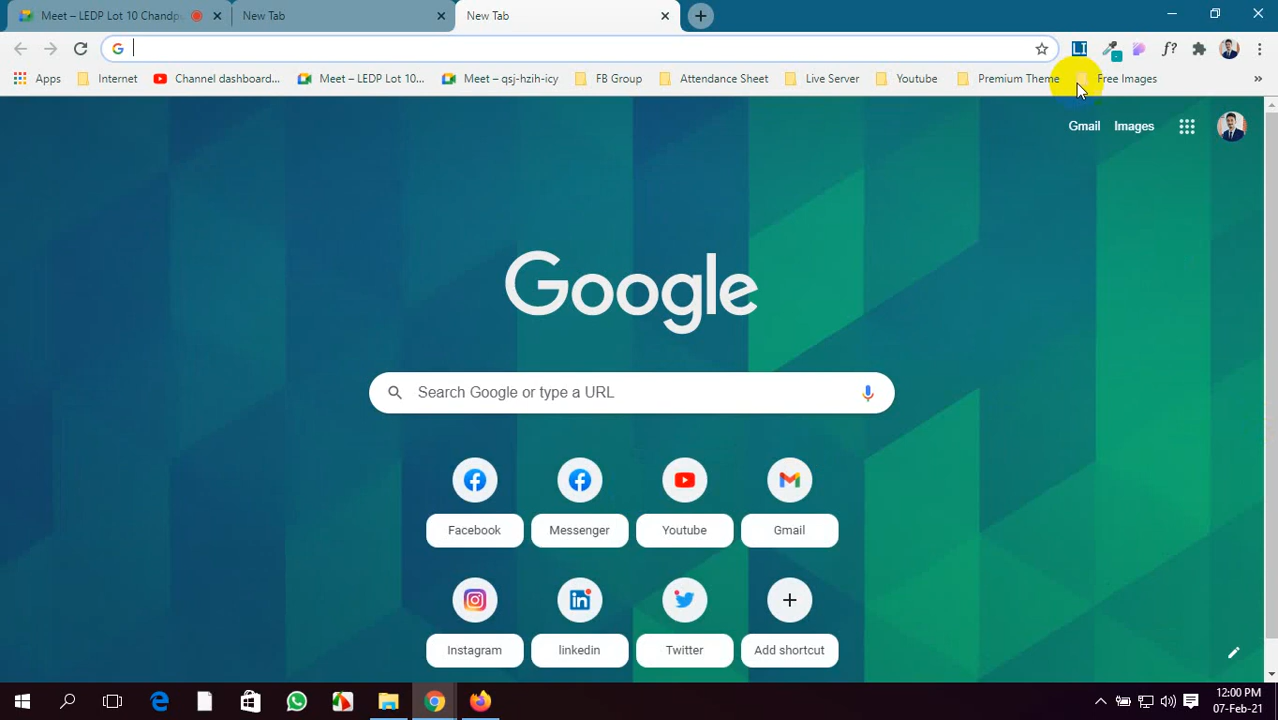 Meet – LEDP Lot 10 Chandp
New Tab
New Tab
Apps
Internet
Channel dashboard...
Meet – LEDP Lot 10...
Meet – qsj-hzih-icy
FB Group
Attendance Sheet
Live Server
Youtube
Premium Theme
Free Images
»
Gmail
Images
Google
Search Google or type a URL
Facebook
Messenger
Youtube
Gmail
Instagram
linkedin
Twitter
Add shortcut
12:00 PM
07-Feb-21